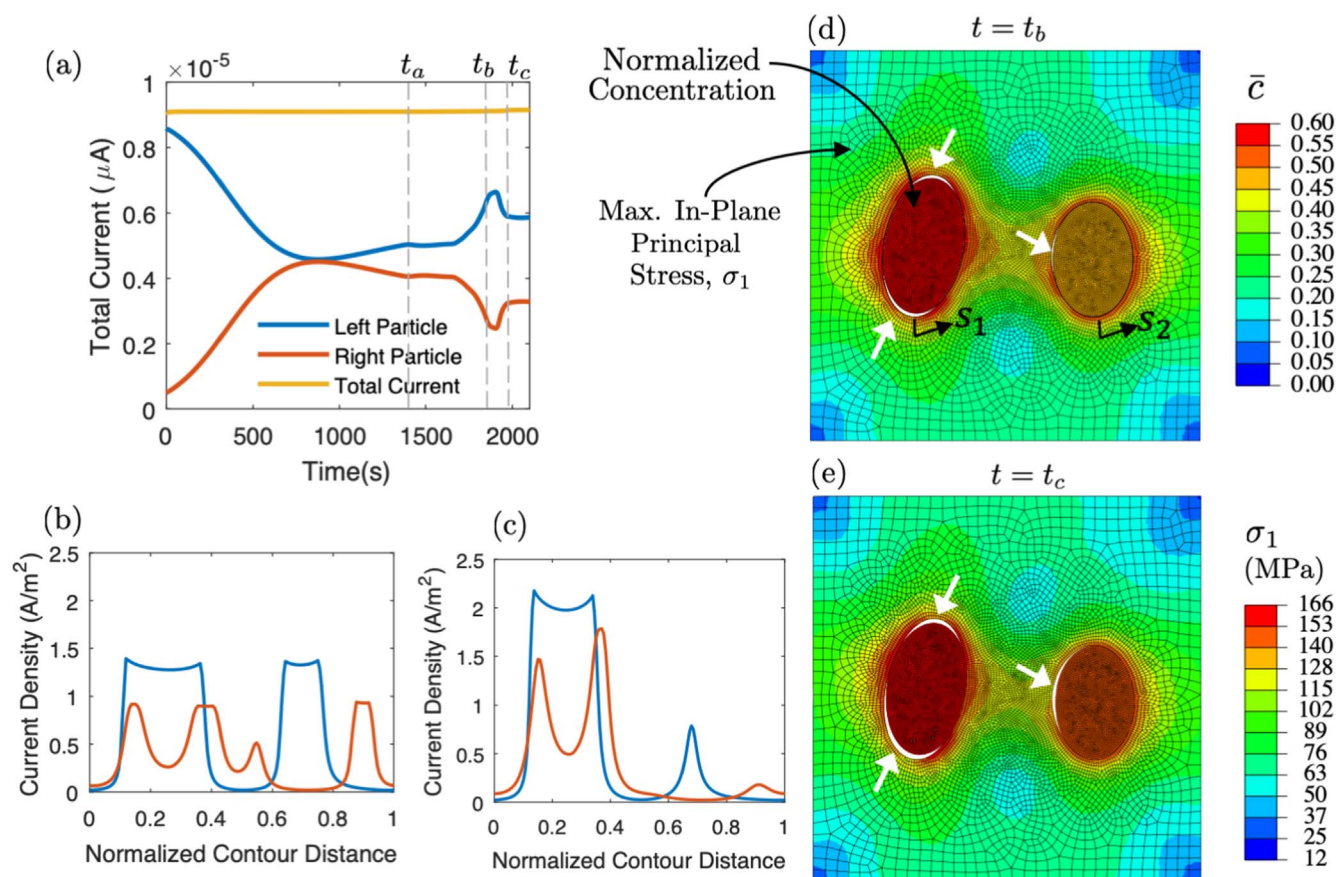 (a)
×10⁻⁵
t_a
t_b
t_c
1
0.8
0.6
0.4
0.2
0
Total Current ( μA)
Left Particle
Right Particle
Total Current
0 500 1000 1500 2000
Time(s)
Normalized
Concentration
Max. In-Plane
Principal
Stress, σ₁
(d)
t = t_b
S₁
S₂
c̄
0.60
0.55
0.50
0.45
0.40
0.35
0.30
0.25
0.20
0.15
0.10
0.05
0.00
(b)
2.5
2
1.5
1
0.5
0
Current Density (A/m²)
0 0.2 0.4 0.6 0.8 1
Normalized Contour Distance
(c)
2.5
2
1.5
1
0.5
0
Current Density (A/m²)
0 0.2 0.4 0.6 0.8 1
Normalized Contour Distance
(e)
t = t_c
σ₁
(MPa)
166
153
140
128
115
102
89
76
63
50
37
25
12